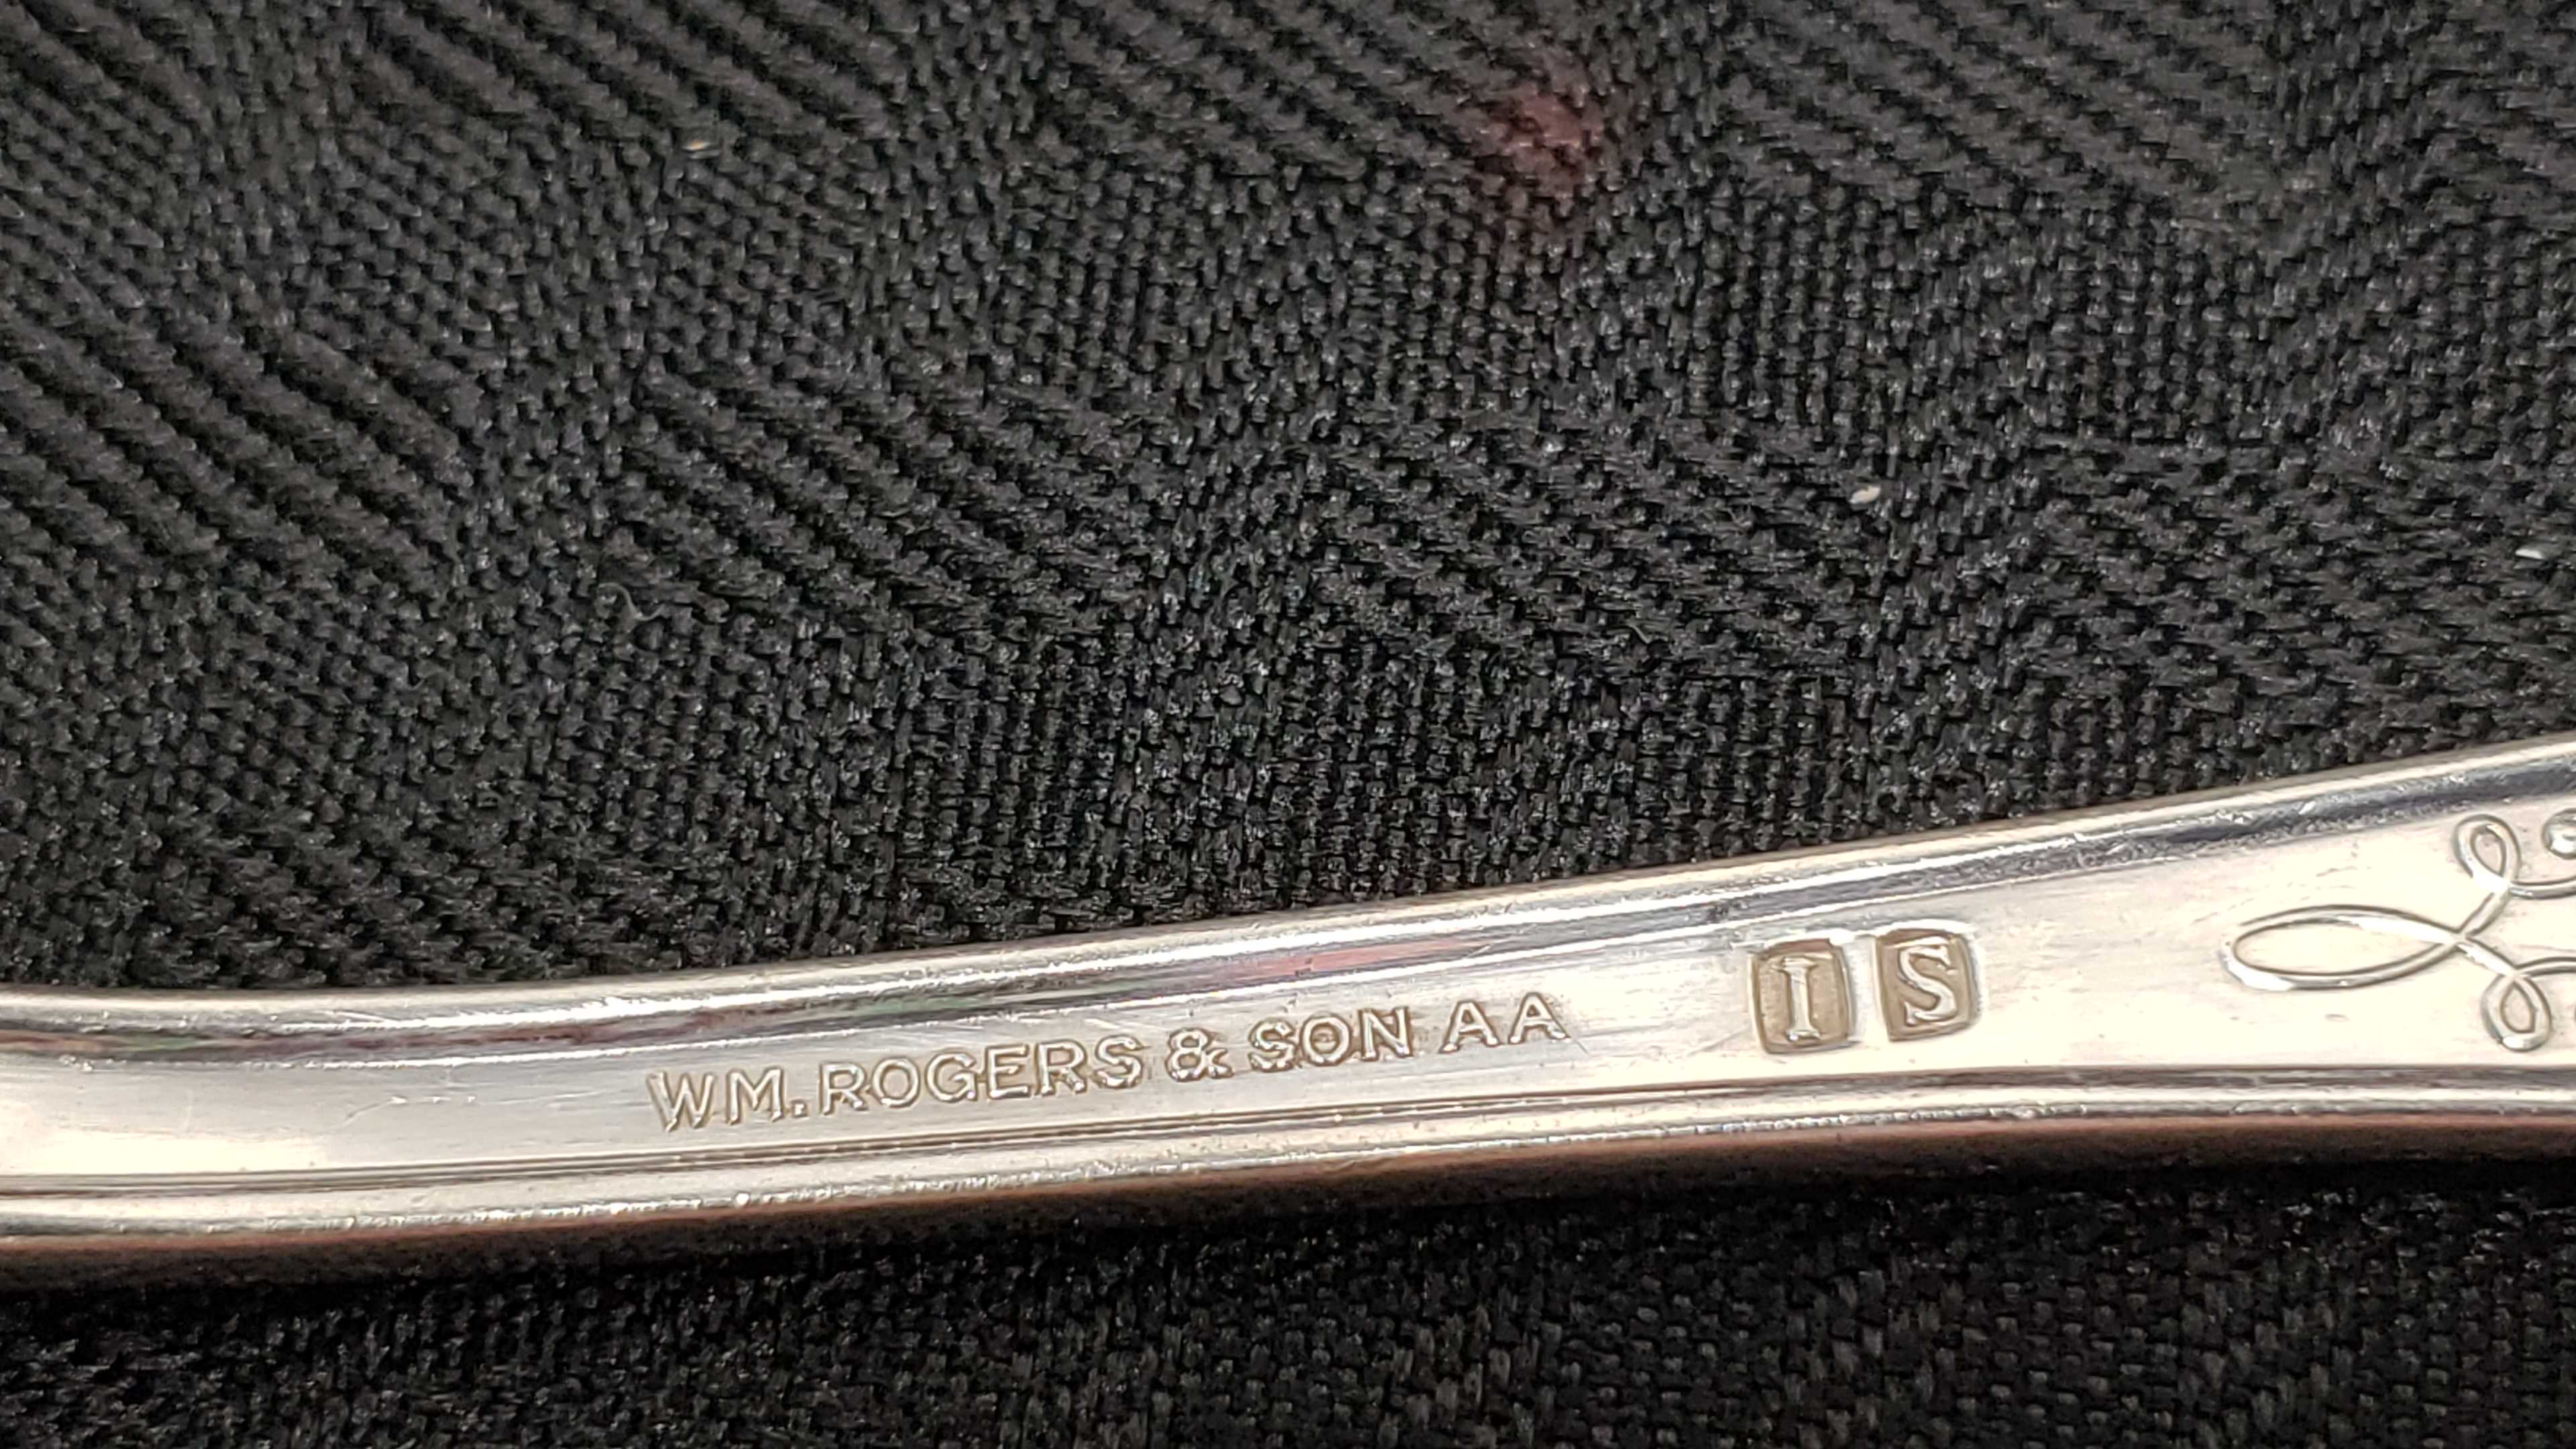 WM. ROGERS & SON AA I S